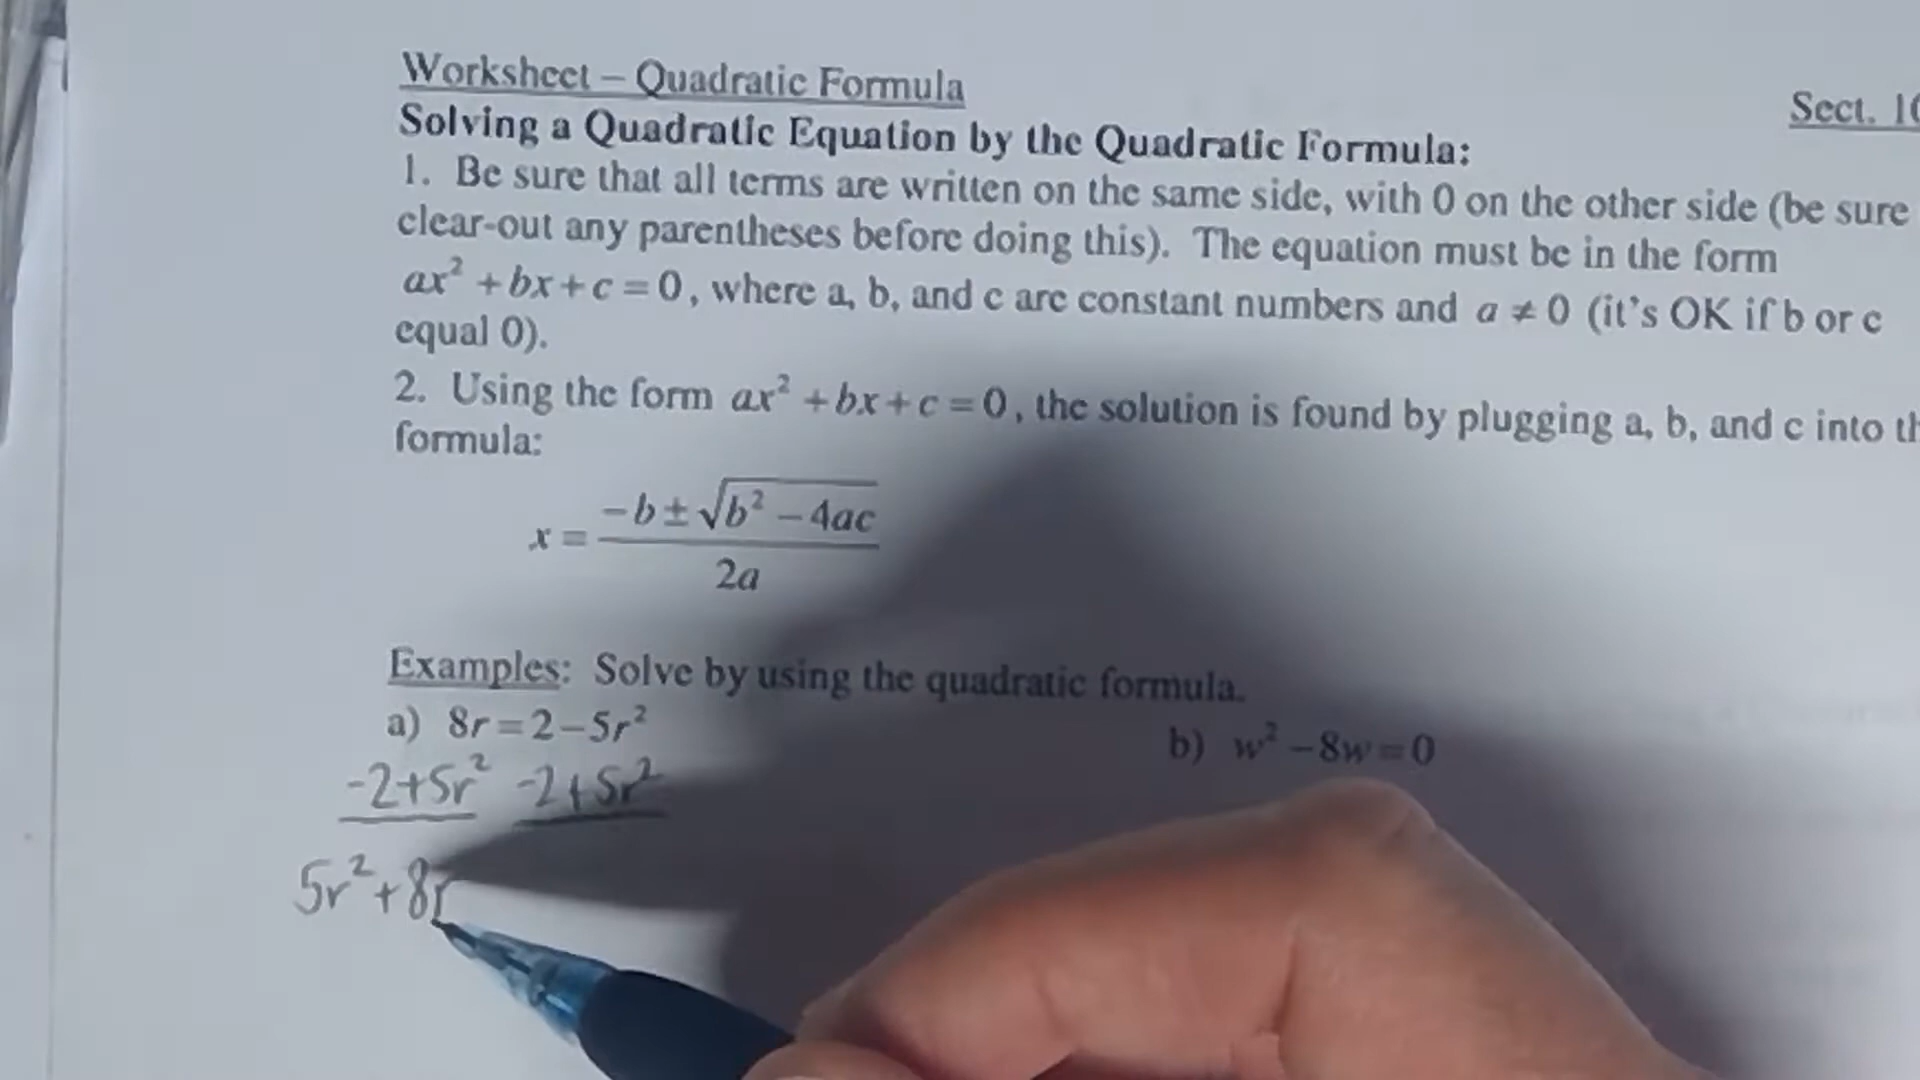 Worksheet – Quadratic Formula
Sect. 10
Solving a Quadratic Equation by the Quadratic Formula:
1. Be sure that all terms are written on the same side, with 0 on the other side (be sure
clear-out any parentheses before doing this). The equation must be in the form
ax² + bx + c = 0, where a, b, and c are constant numbers and a ≠ 0 (it's OK if b or c
equal 0).
2. Using the form ax² + bx + c = 0, the solution is found by plugging a, b, and c into th
formula:
x = (-b ± √(b² – 4ac)) / 2a
Examples: Solve by using the quadratic formula.
a) 8r = 2 – 5r²
b) w² – 8w = 0
-2+5r² -2+5r²
5r²+8r